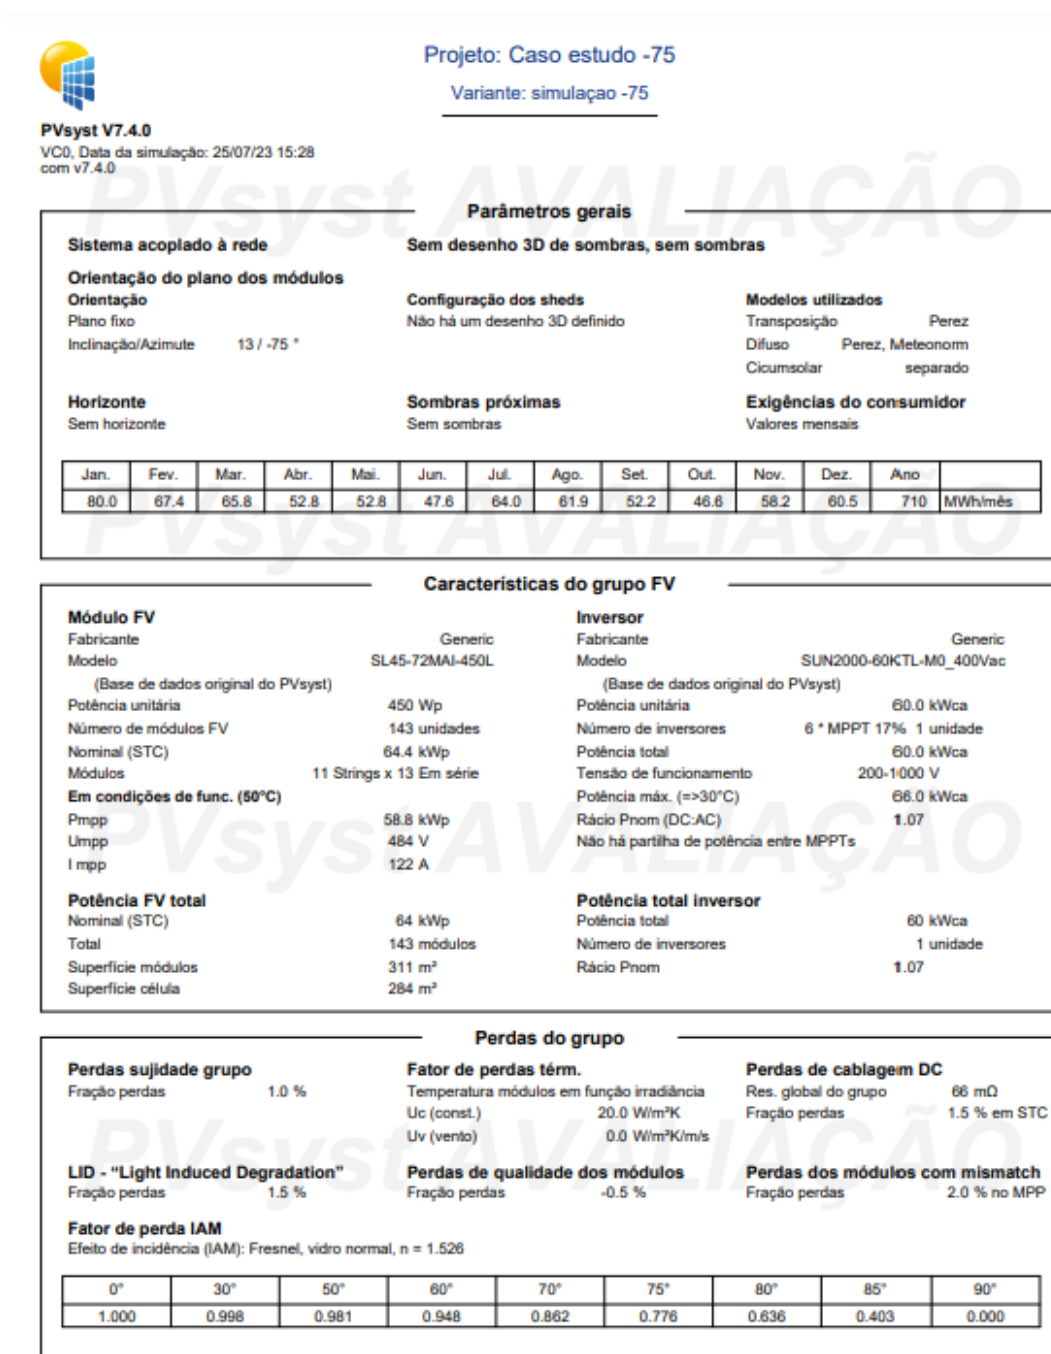 Projeto: Caso estudo -75
Variante: simulaçao -75
PVsyst V7.4.0
VC0, Data da simulação: 25/07/23 15:28
com v7.4.0
PVsyst AVALIAÇÃO
Parâmetros gerais
Sistema acoplado à rede Sem desenho 3D de sombras, sem sombras
Orientação do plano dos módulos
Orientação Configuração dos sheds Modelos utilizados
Plano fixo Não há um desenho 3D definido Transposição Perez
Inclinação/Azimute 13 / -75 ° Difuso Perez, Meteonorm
Cicumsolar separado
Horizonte Sombras próximas Exigências do consumidor
Sem horizonte Sem sombras Valores mensais
Jan. Fev. Mar. Abr. Mai. Jun. Jul. Ago. Set. Out. Nov. Dez. Ano
80.0 67.4 65.8 52.8 52.8 47.6 64.0 61.9 52.2 46.6 58.2 60.5 710 MWh/mês
PVsyst AVALIAÇÃO
Características do grupo FV
Módulo FV Inversor
Fabricante Generic Fabricante Generic
Modelo SL45-72MAI-450L Modelo SUN2000-60KTL-M0_400Vac
(Base de dados original do PVsyst) (Base de dados original do PVsyst)
Potência unitária 450 Wp Potência unitária 60.0 kWca
Número de módulos FV 143 unidades Número de inversores 6 * MPPT 17% 1 unidade
Nominal (STC) 64.4 kWp Potência total 60.0 kWca
Módulos 11 Strings x 13 Em série Tensão de funcionamento 200-1000 V
Em condições de func. (50°C) Potência máx. (=>30°C) 66.0 kWca
Pmpp 58.8 kWp Rácio Pnom (DC:AC) 1.07
Umpp 484 V Não há partilha de potência entre MPPTs
I mpp 122 A
PVsyst AVALIAÇÃO
Potência FV total Potência total inversor
Nominal (STC) 64 kWp Potência total 60 kWca
Total 143 módulos Número de inversores 1 unidade
Superfície módulos 311 m² Rácio Pnom 1.07
Superfície célula 284 m²
Perdas do grupo
Perdas sujidade grupo Fator de perdas térm. Perdas de cablagem DC
Fração perdas 1.0 % Temperatura módulos em função irradiância Res. global do grupo 66 mΩ
Uc (const.) 20.0 W/m²K Fração perdas 1.5 % em STC
Uv (vento) 0.0 W/m²K/m/s
PVsyst AVALIAÇÃO
LID - “Light Induced Degradation” Perdas de qualidade dos módulos Perdas dos módulos com mismatch
Fração perdas 1.5 % Fração perdas -0.5 % Fração perdas 2.0 % no MPP
Fator de perda IAM
Efeito de incidência (IAM): Fresnel, vidro normal, n = 1.526
0° 30° 50° 60° 70° 75° 80° 85° 90°
1.000 0.998 0.981 0.948 0.862 0.776 0.636 0.403 0.000